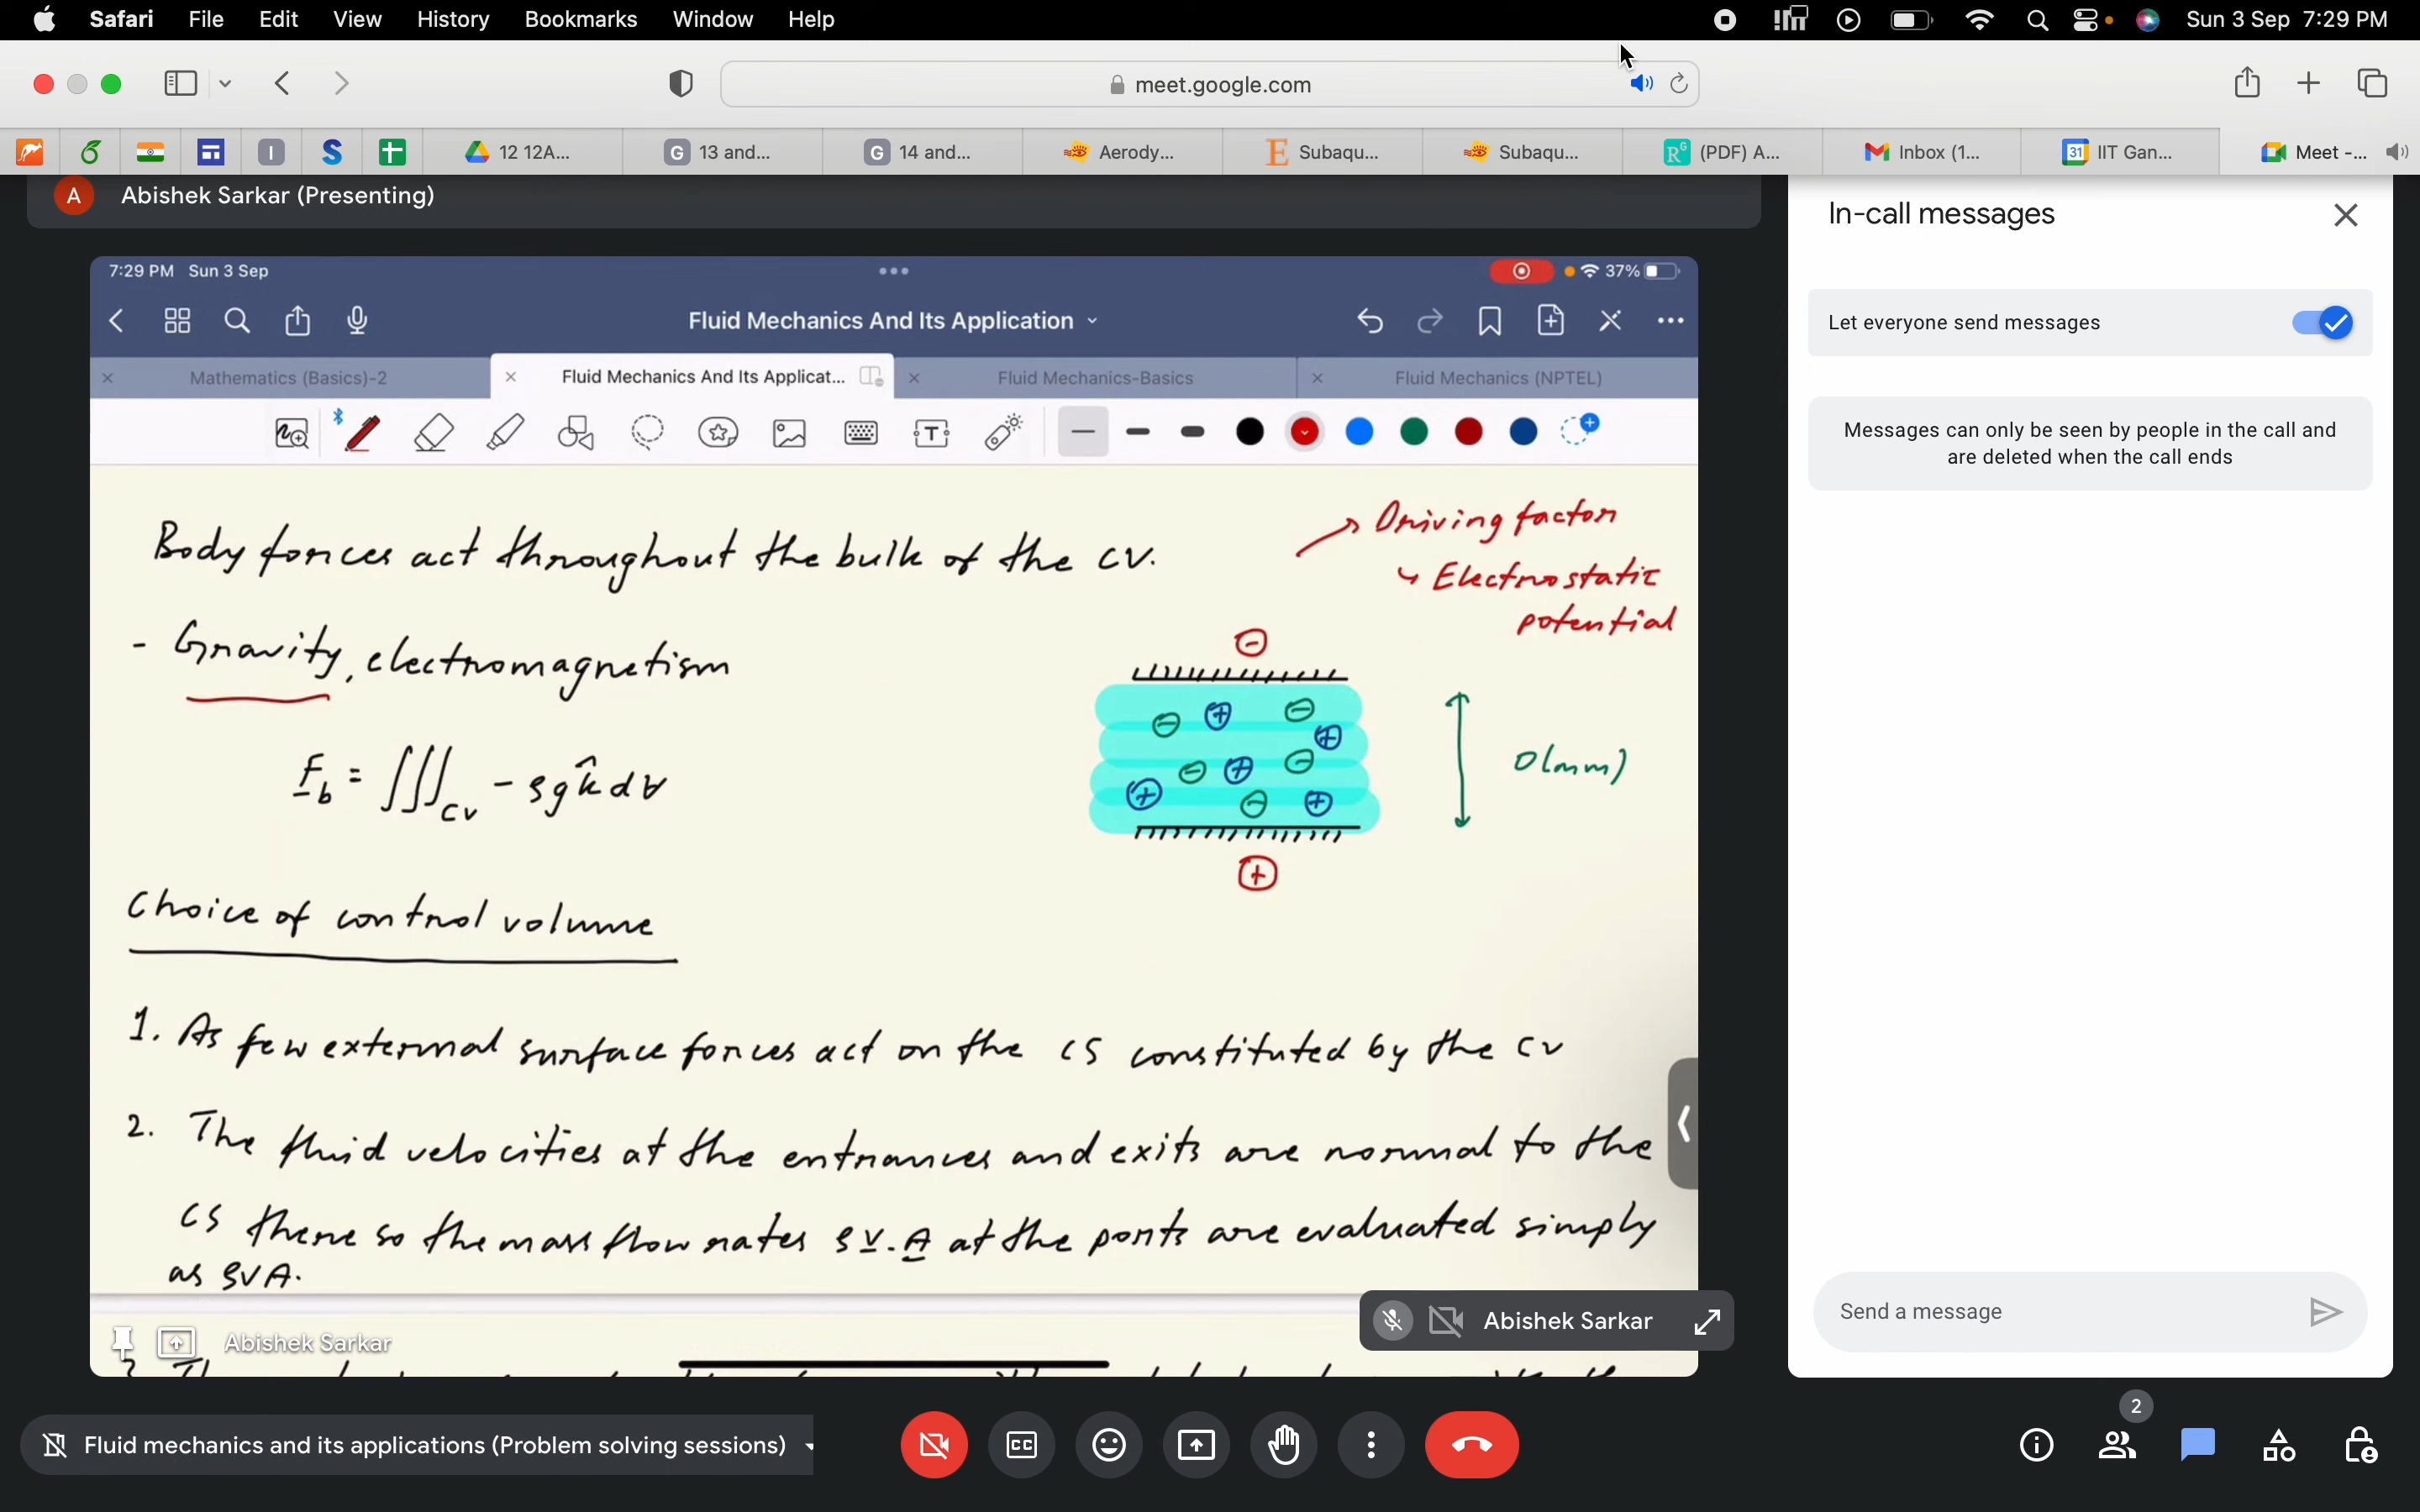 Safari File Edit View History Bookmarks Window Help Sun 3 Sep 7:29 PM
meet.google.com
12 12A... G 13 and... G 14 and... Aerody... E Subaqu... Subaqu... (PDF) A... Inbox (1... 31 IIT Gan... Meet -...
A Abishek Sarkar (Presenting)
7:29 PM Sun 3 Sep 37%
Fluid Mechanics And Its Application
Mathematics (Basics)-2 Fluid Mechanics And Its Applicat... Fluid Mechanics-Basics Fluid Mechanics (NPTEL)
Driving factor
Body forces act throughout the bulk of the CV.
↳ Electrostatic
potential
- Gravity, electromagnetism
F_b = ∭_CV - ρg k̂ d∀
O(mm)
Choice of control volume
1. As few external surface forces act on the CS constituted by the CV
2. The fluid velocities at the entrances and exits are normal to the
CS there so the mass flow rates ρV.A at the ports are evaluated simply
as ρVA.
Abishek Sarkar
Abishek Sarkar
In-call messages
Let everyone send messages
Messages can only be seen by people in the call and
are deleted when the call ends
Send a message
Fluid mechanics and its applications (Problem solving sessions) CC 2